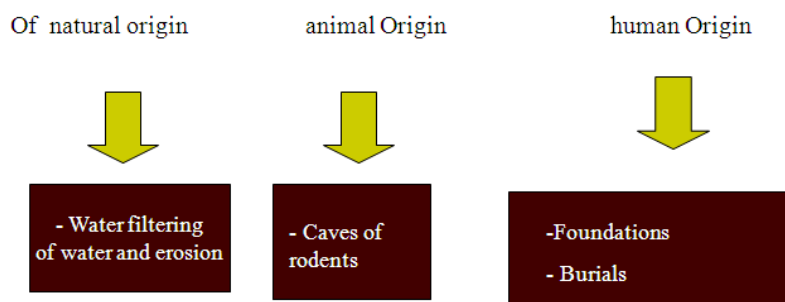 Of natural origin
animal Origin
human Origin
- Water filtering
of water and erosion
- Caves of
rodents
-Foundations
- Burials